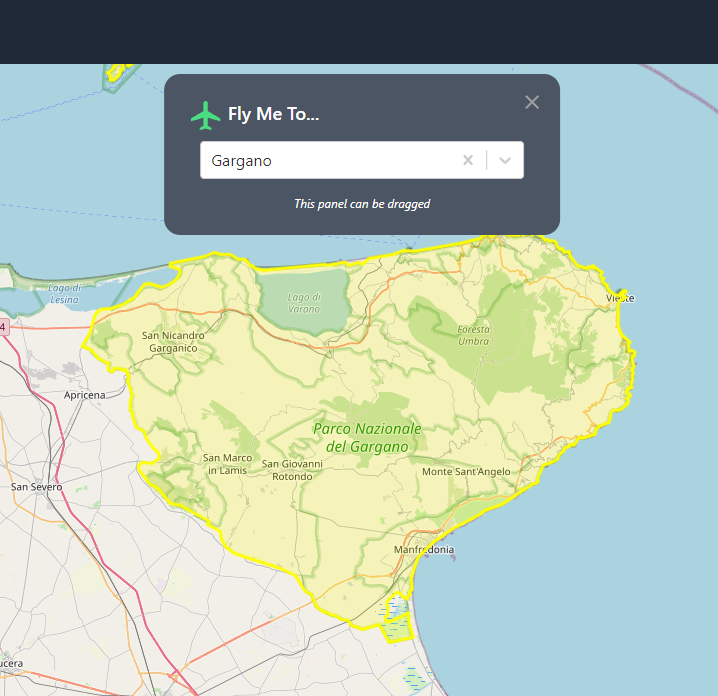 Fly Me To...
Gargano
This panel can be dragged
Lago di
Lesina
Lago di
Varano
Vieste
4
San Nicandro
Garganico
Foresta
Umbra
Apricena
Parco Nazionale
del Gargano
San Marco
in Lamis
San Giovanni
Rotondo
Monte Sant'Angelo
San Severo
Manfredonia
ucera